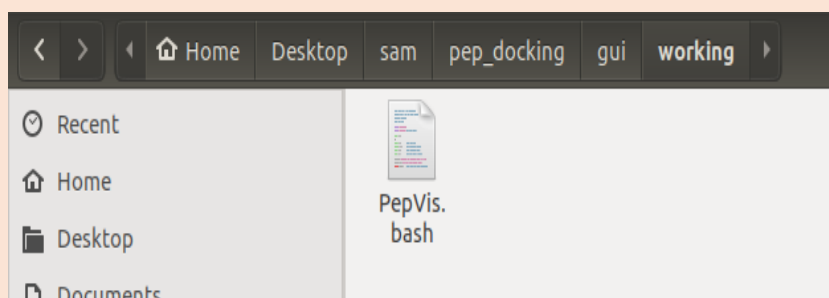 Home Desktop sam pep_docking gui working
Recent
Home
Desktop
Documents
PepVis.
bash